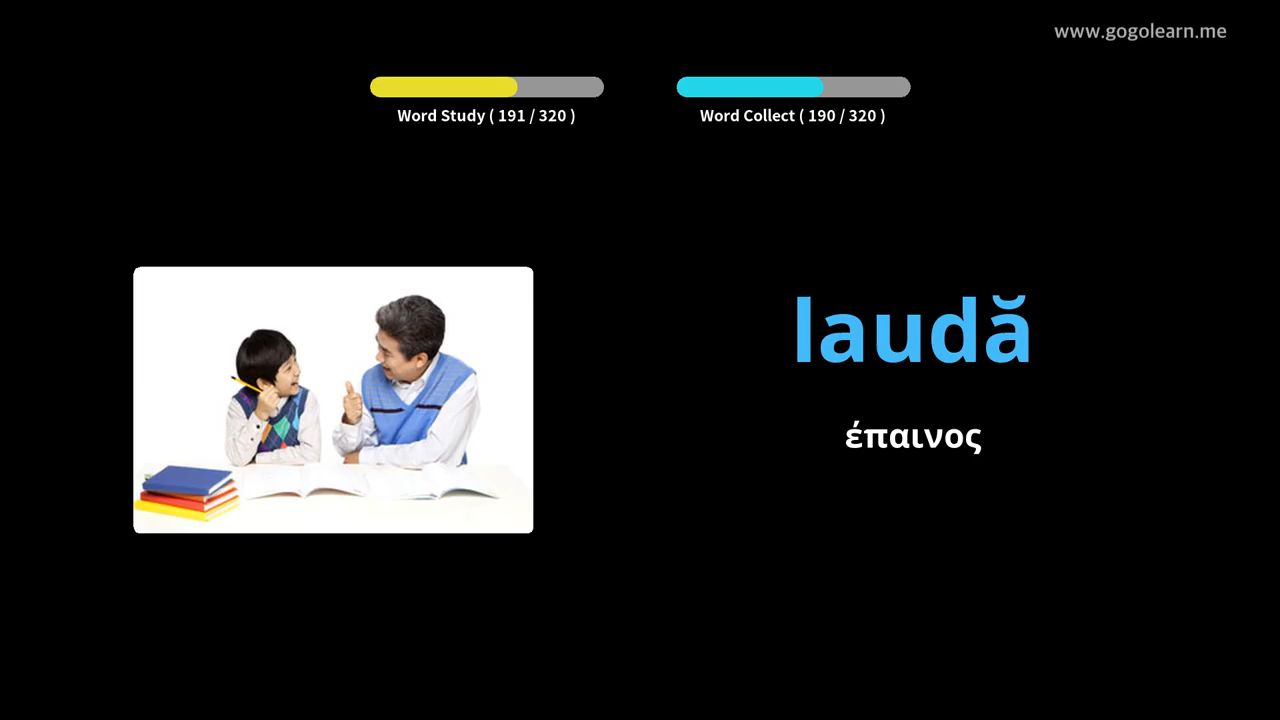 www.gogolearn.me
Word Study ( 191 / 320 )
Word Collect ( 190 / 320 )
laudă
έπαινος